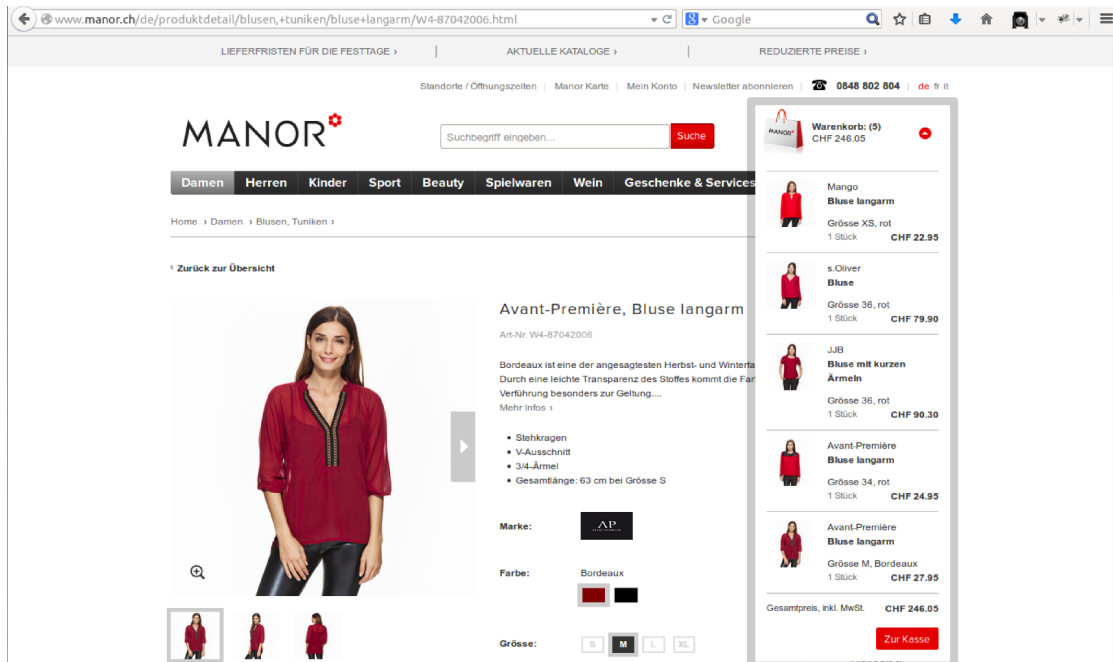 www.manor.ch/de/produktdetail/blusen,+tuniken/bluse+langarm/W4-87042006.html
Google
LIEFERFRISTEN FÜR DIE FESTTAGE ›
AKTUELLE KATALOGE ›
REDUZIERTE PREISE ›
Standorte / Öffnungszeiten | Manor Karte | Mein Konto | Newsletter abonnieren | ☎ 0848 802 804 | de fr it
MANOR
Suchbegriff eingeben...
Suche
MANOR
Warenkorb: (5)
CHF 246.05
Damen Herren Kinder Sport Beauty Spielwaren Wein Geschenke & Services
Home › Damen › Blusen, Tuniken ›
‹ Zurück zur Übersicht
Avant-Première, Bluse langarm
Art-Nr. W4-87042006
Bordeaux ist eine der angesagtesten Herbst- und Winterfa
Durch eine leichte Transparenz des Stoffes kommt die Far
Verführung besonders zur Geltung....
Mehr Infos ›
• Stehkragen
• V-Ausschnitt
• 3/4-Ärmel
• Gesamtlänge: 63 cm bei Grösse S
Marke:
AP
Farbe: Bordeaux
Grösse: S M L XL
Mango
Bluse langarm
Grösse XS, rot
1 Stück CHF 22.95
s.Oliver
Bluse
Grösse 36, rot
1 Stück CHF 79.90
JJB
Bluse mit kurzen
Ärmeln
Grösse 36, rot
1 Stück CHF 90.30
Avant-Première
Bluse langarm
Grösse 34, rot
1 Stück CHF 24.95
Avant-Première
Bluse langarm
Grösse M, Bordeaux
1 Stück CHF 27.95
Gesamtpreis, inkl. MwSt. CHF 246.05
Zur Kasse